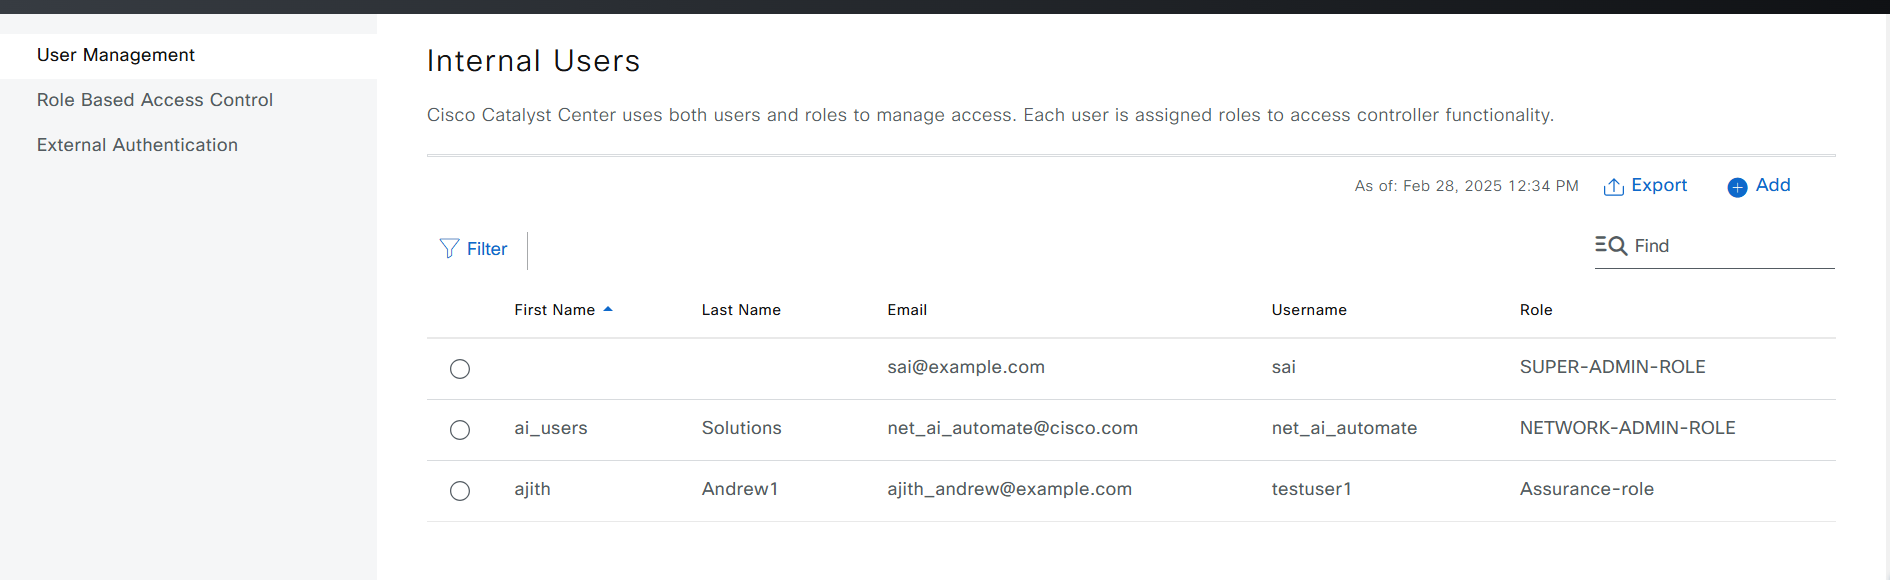 User Management
Role Based Access Control
External Authentication
Internal Users
Cisco Catalyst Center uses both users and roles to manage access. Each user is assigned roles to access controller functionality.
As of: Feb 28, 2025 12:34 PM Export Add
Filter Find
First Name Last Name Email Username Role
sai@example.com sai SUPER-ADMIN-ROLE
ai_users Solutions net_ai_automate@cisco.com net_ai_automate NETWORK-ADMIN-ROLE
ajith Andrew1 ajith_andrew@example.com testuser1 Assurance-role